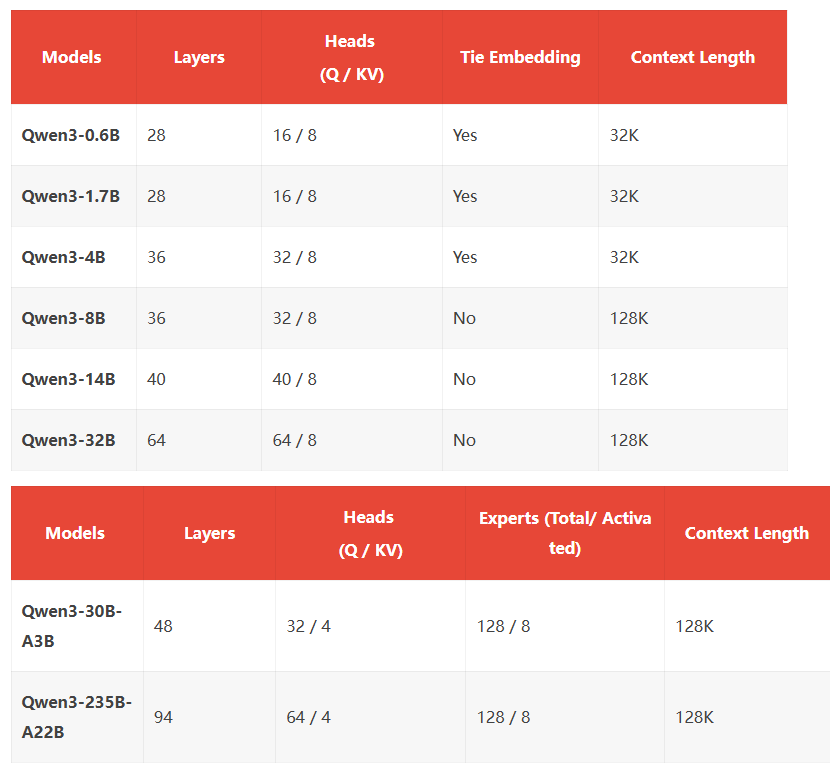 Models Layers Heads (Q / KV) Tie Embedding Context Length
Qwen3-0.6B 28 16 / 8 Yes 32K
Qwen3-1.7B 28 16 / 8 Yes 32K
Qwen3-4B 36 32 / 8 Yes 32K
Qwen3-8B 36 32 / 8 No 128K
Qwen3-14B 40 40 / 8 No 128K
Qwen3-32B 64 64 / 8 No 128K
Models Layers Heads (Q / KV) Experts (Total/ Activated) Context Length
Qwen3-30B-A3B 48 32 / 4 128 / 8 128K
Qwen3-235B-A22B 94 64 / 4 128 / 8 128K